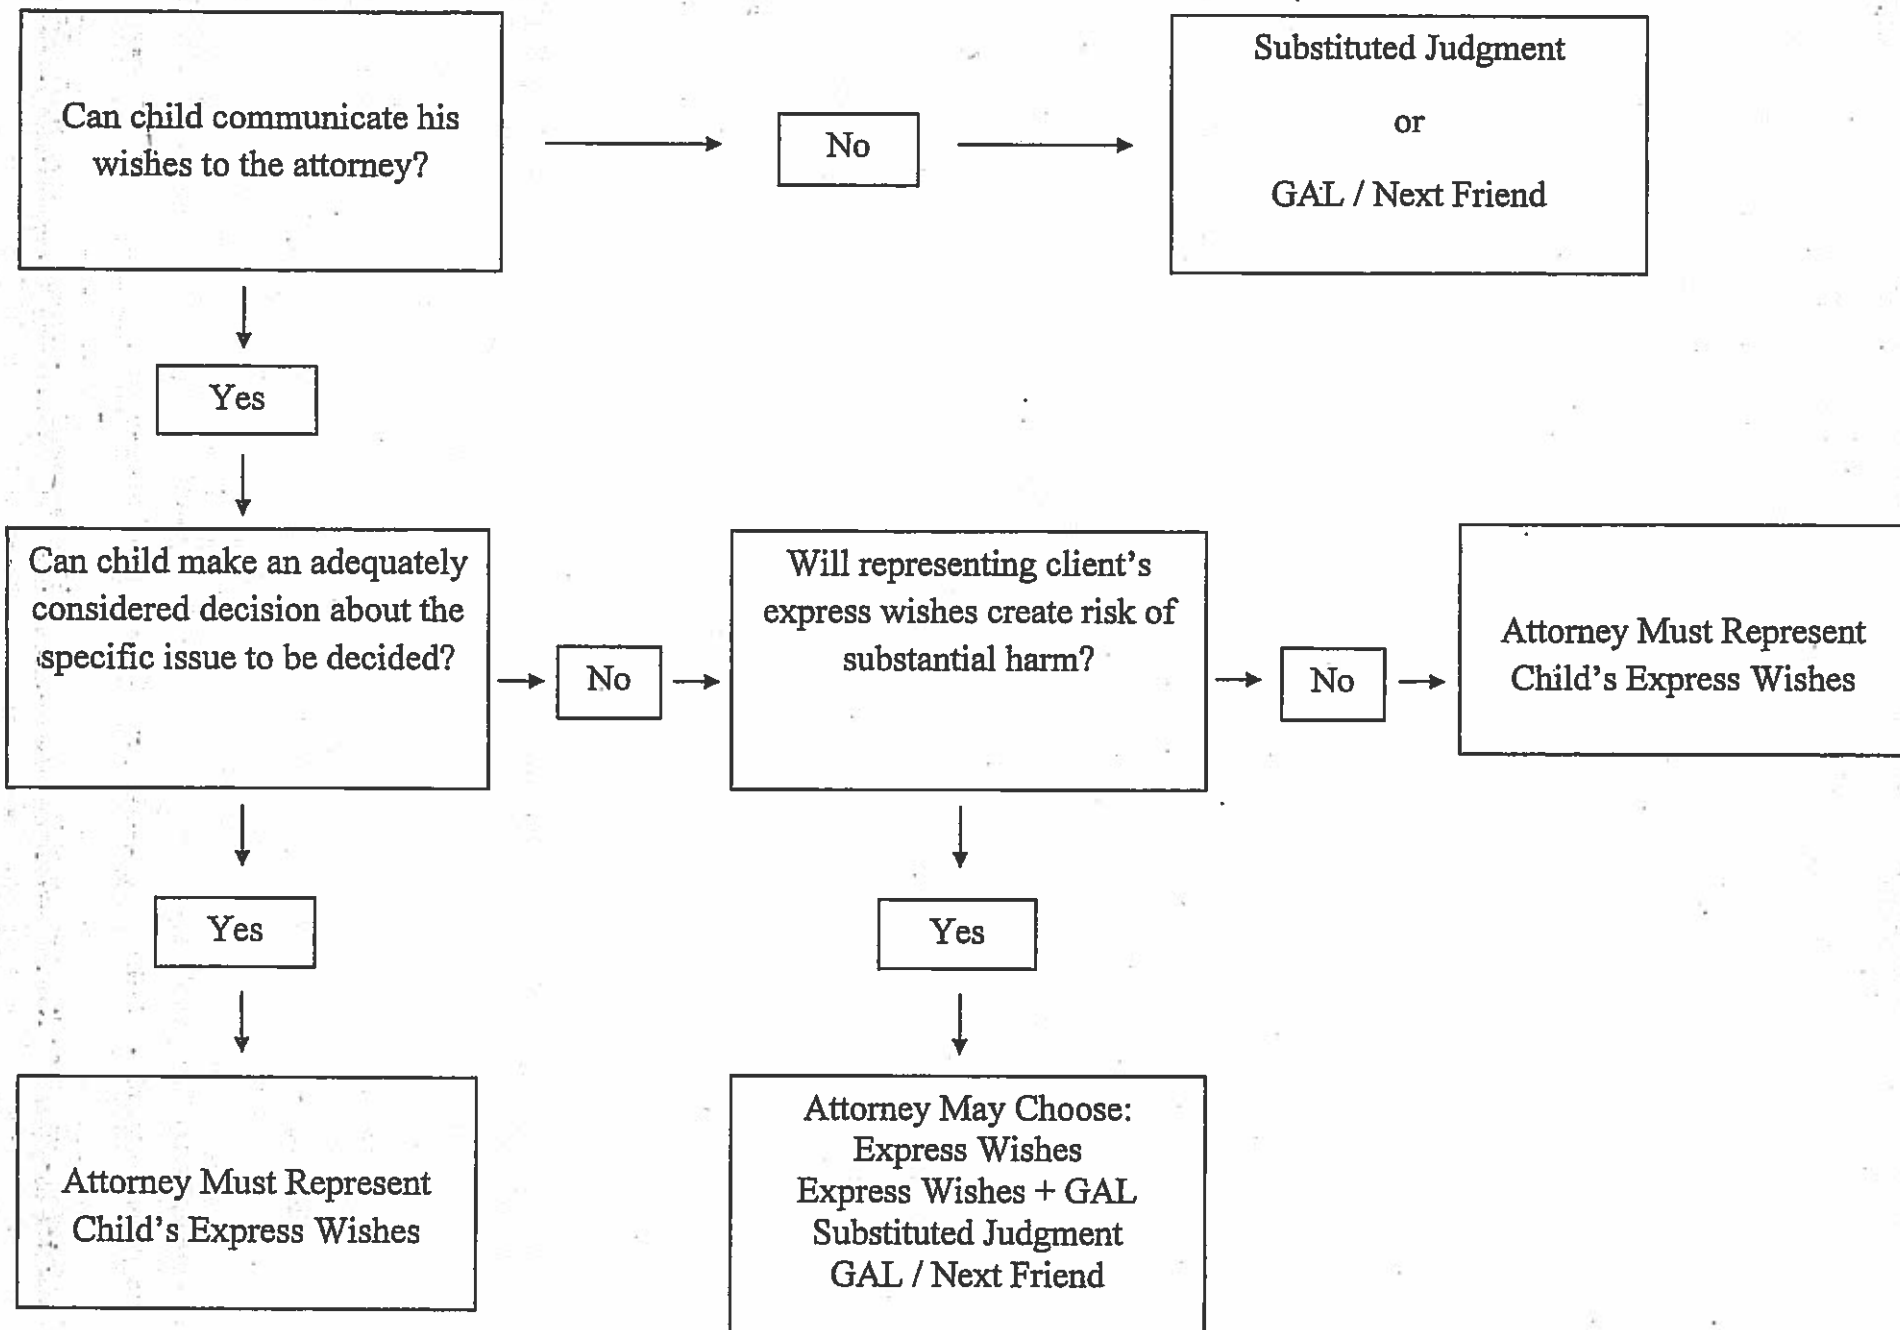 Can child communicate his
wishes to the attorney?
No
Substituted Judgment
or
GAL / Next Friend
Yes
Can child make an adequately
considered decision about the
specific issue to be decided?
No
Will representing client's
express wishes create risk of
substantial harm?
No
Attorney Must Represent
Child's Express Wishes
Yes
Yes
Attorney Must Represent
Child's Express Wishes
Attorney May Choose:
Express Wishes
Express Wishes + GAL
Substituted Judgment
GAL / Next Friend